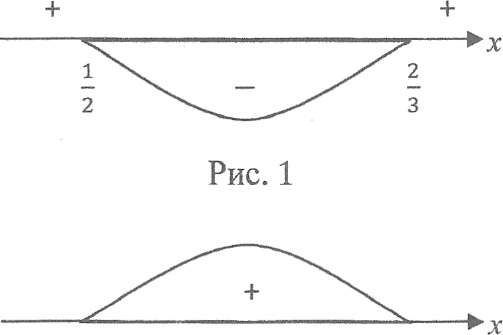 + +
x
1/2 − 2/3
Рис. 1
+
x